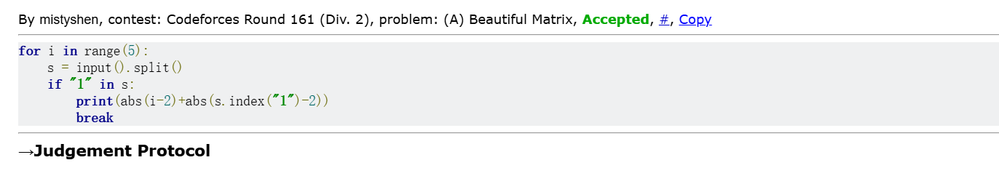 By mistyshen, contest: Codeforces Round 161 (Div. 2), problem: (A) Beautiful Matrix, Accepted, #, Copy
for i in range(5):
    s = input().split()
    if "1" in s:
        print(abs(i-2)+abs(s.index("1")-2))
        break
→Judgement Protocol